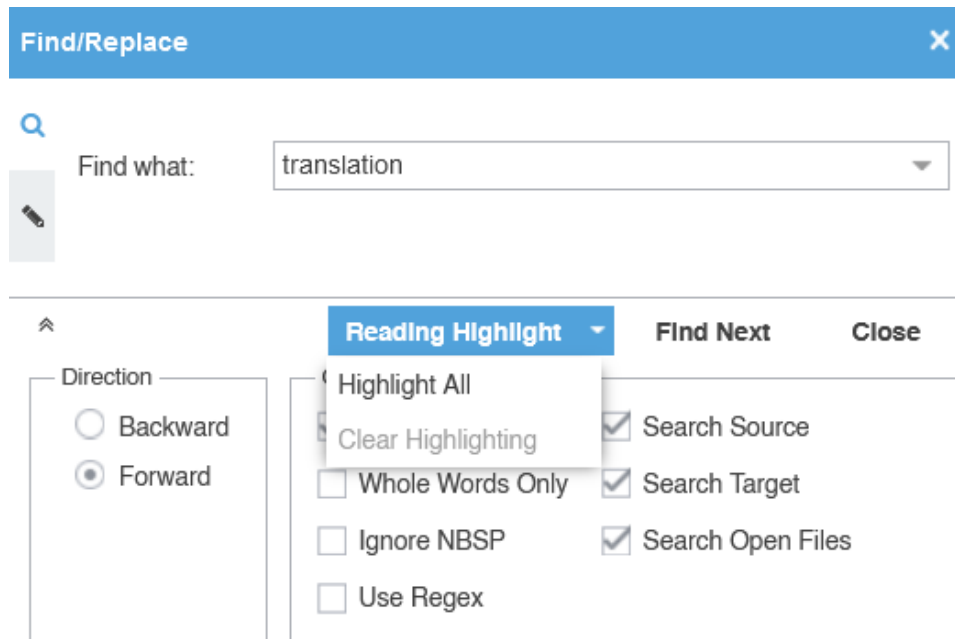 Find/Replace
Find what:
translation
Reading Highlight
Find Next
Close
Highlight All
Clear Highlighting
Direction
Backward
Forward
Search Source
Whole Words Only
Search Target
Ignore NBSP
Search Open Files
Use Regex